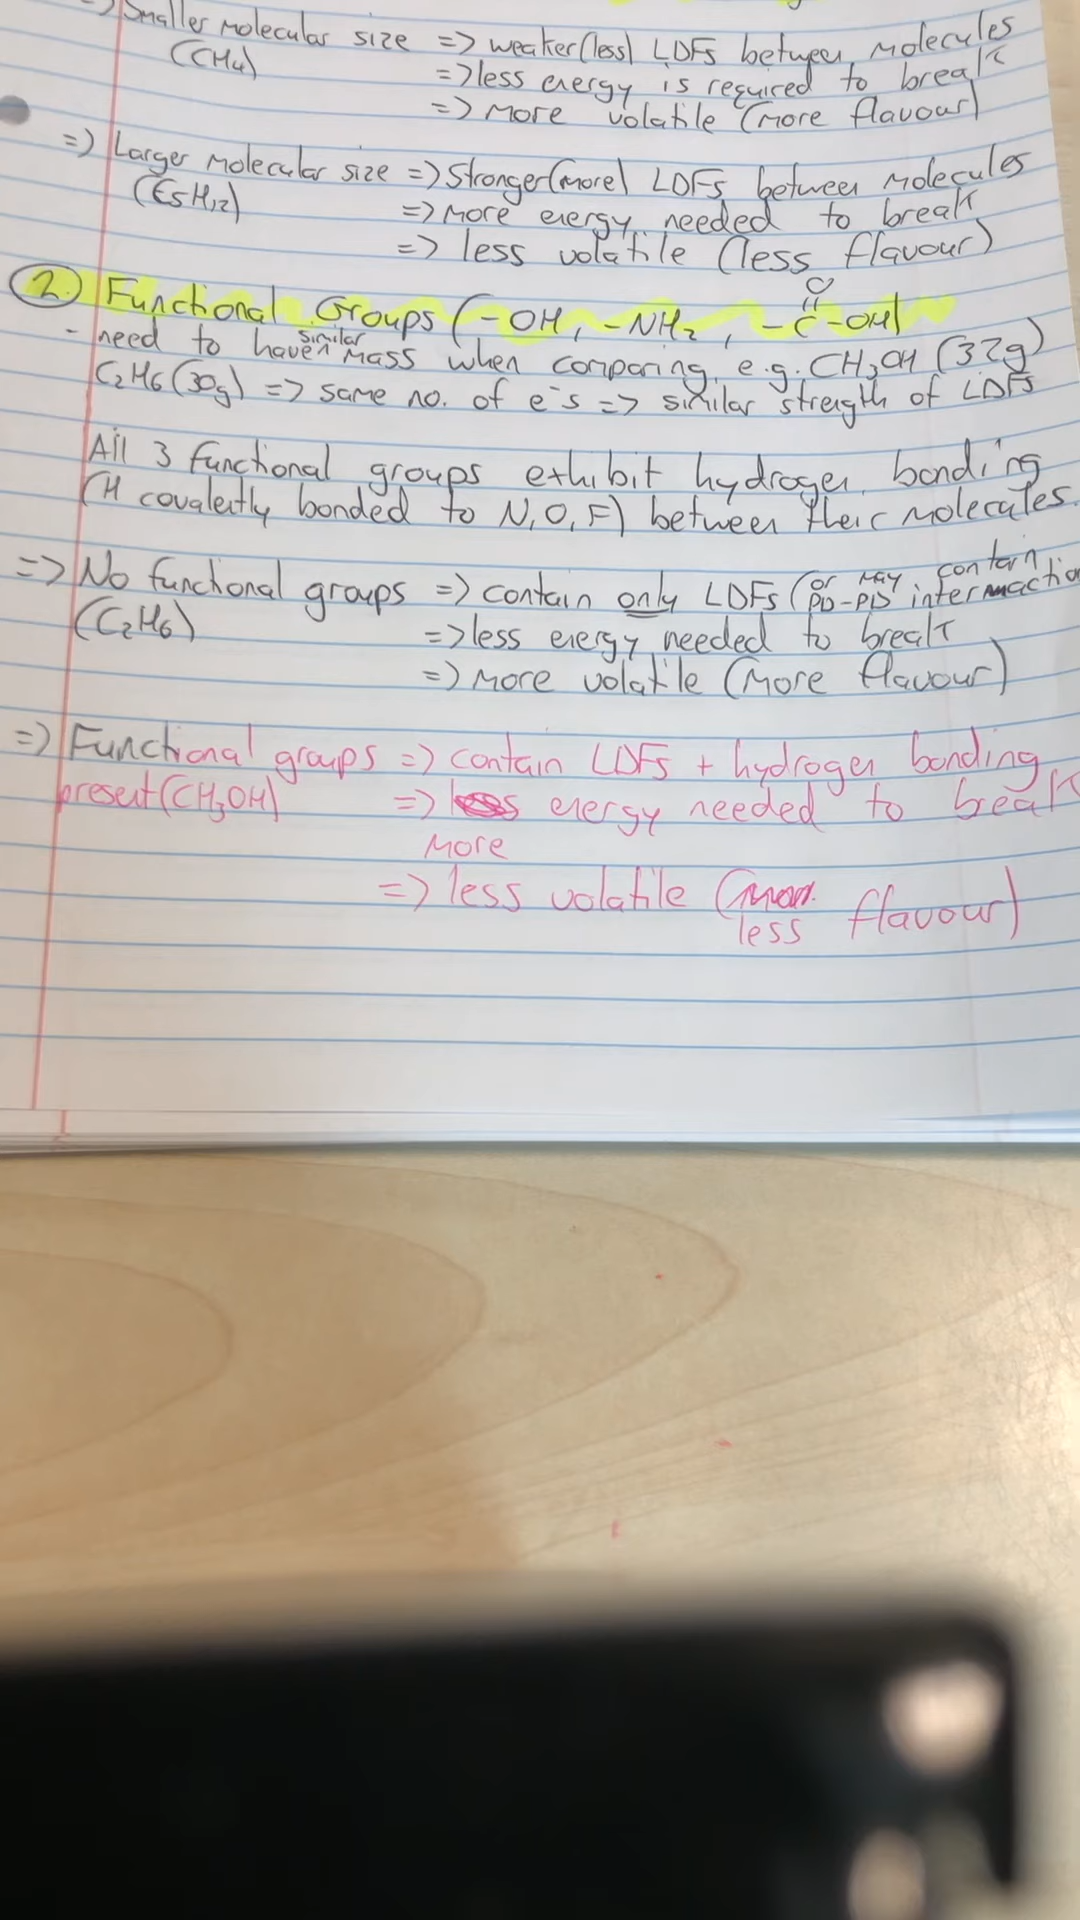 => Smaller molecular size => weaker (less) LDFs between molecules
(CH4) => less energy is required to break
=> more volatile (more flavour)
=> Larger molecular size => stronger (more) LDFs between molecules
(C5H12) => more energy needed to break
=> less volatile (less flavour)
2. Functional Groups (-OH, -NH2, -C-OH)
O
- need to have similar mass when comparing e.g. CH3OH (32g)
C2H6 (30g) => same no. of e-s => similar strength of LDFs
All 3 functional groups exhibit hydrogen bonding
(H covalently bonded to N, O, F) between their molecules.
=> No functional groups => contain only LDFs (or may contain PD-PD
(C2H6) => less energy needed to break
=> more volatile (more flavour)
=> Functional groups => contain LDFs + hydrogen bonding
present (CH3OH) => less energy needed to break
more
=> less volatile ( flavour)
less